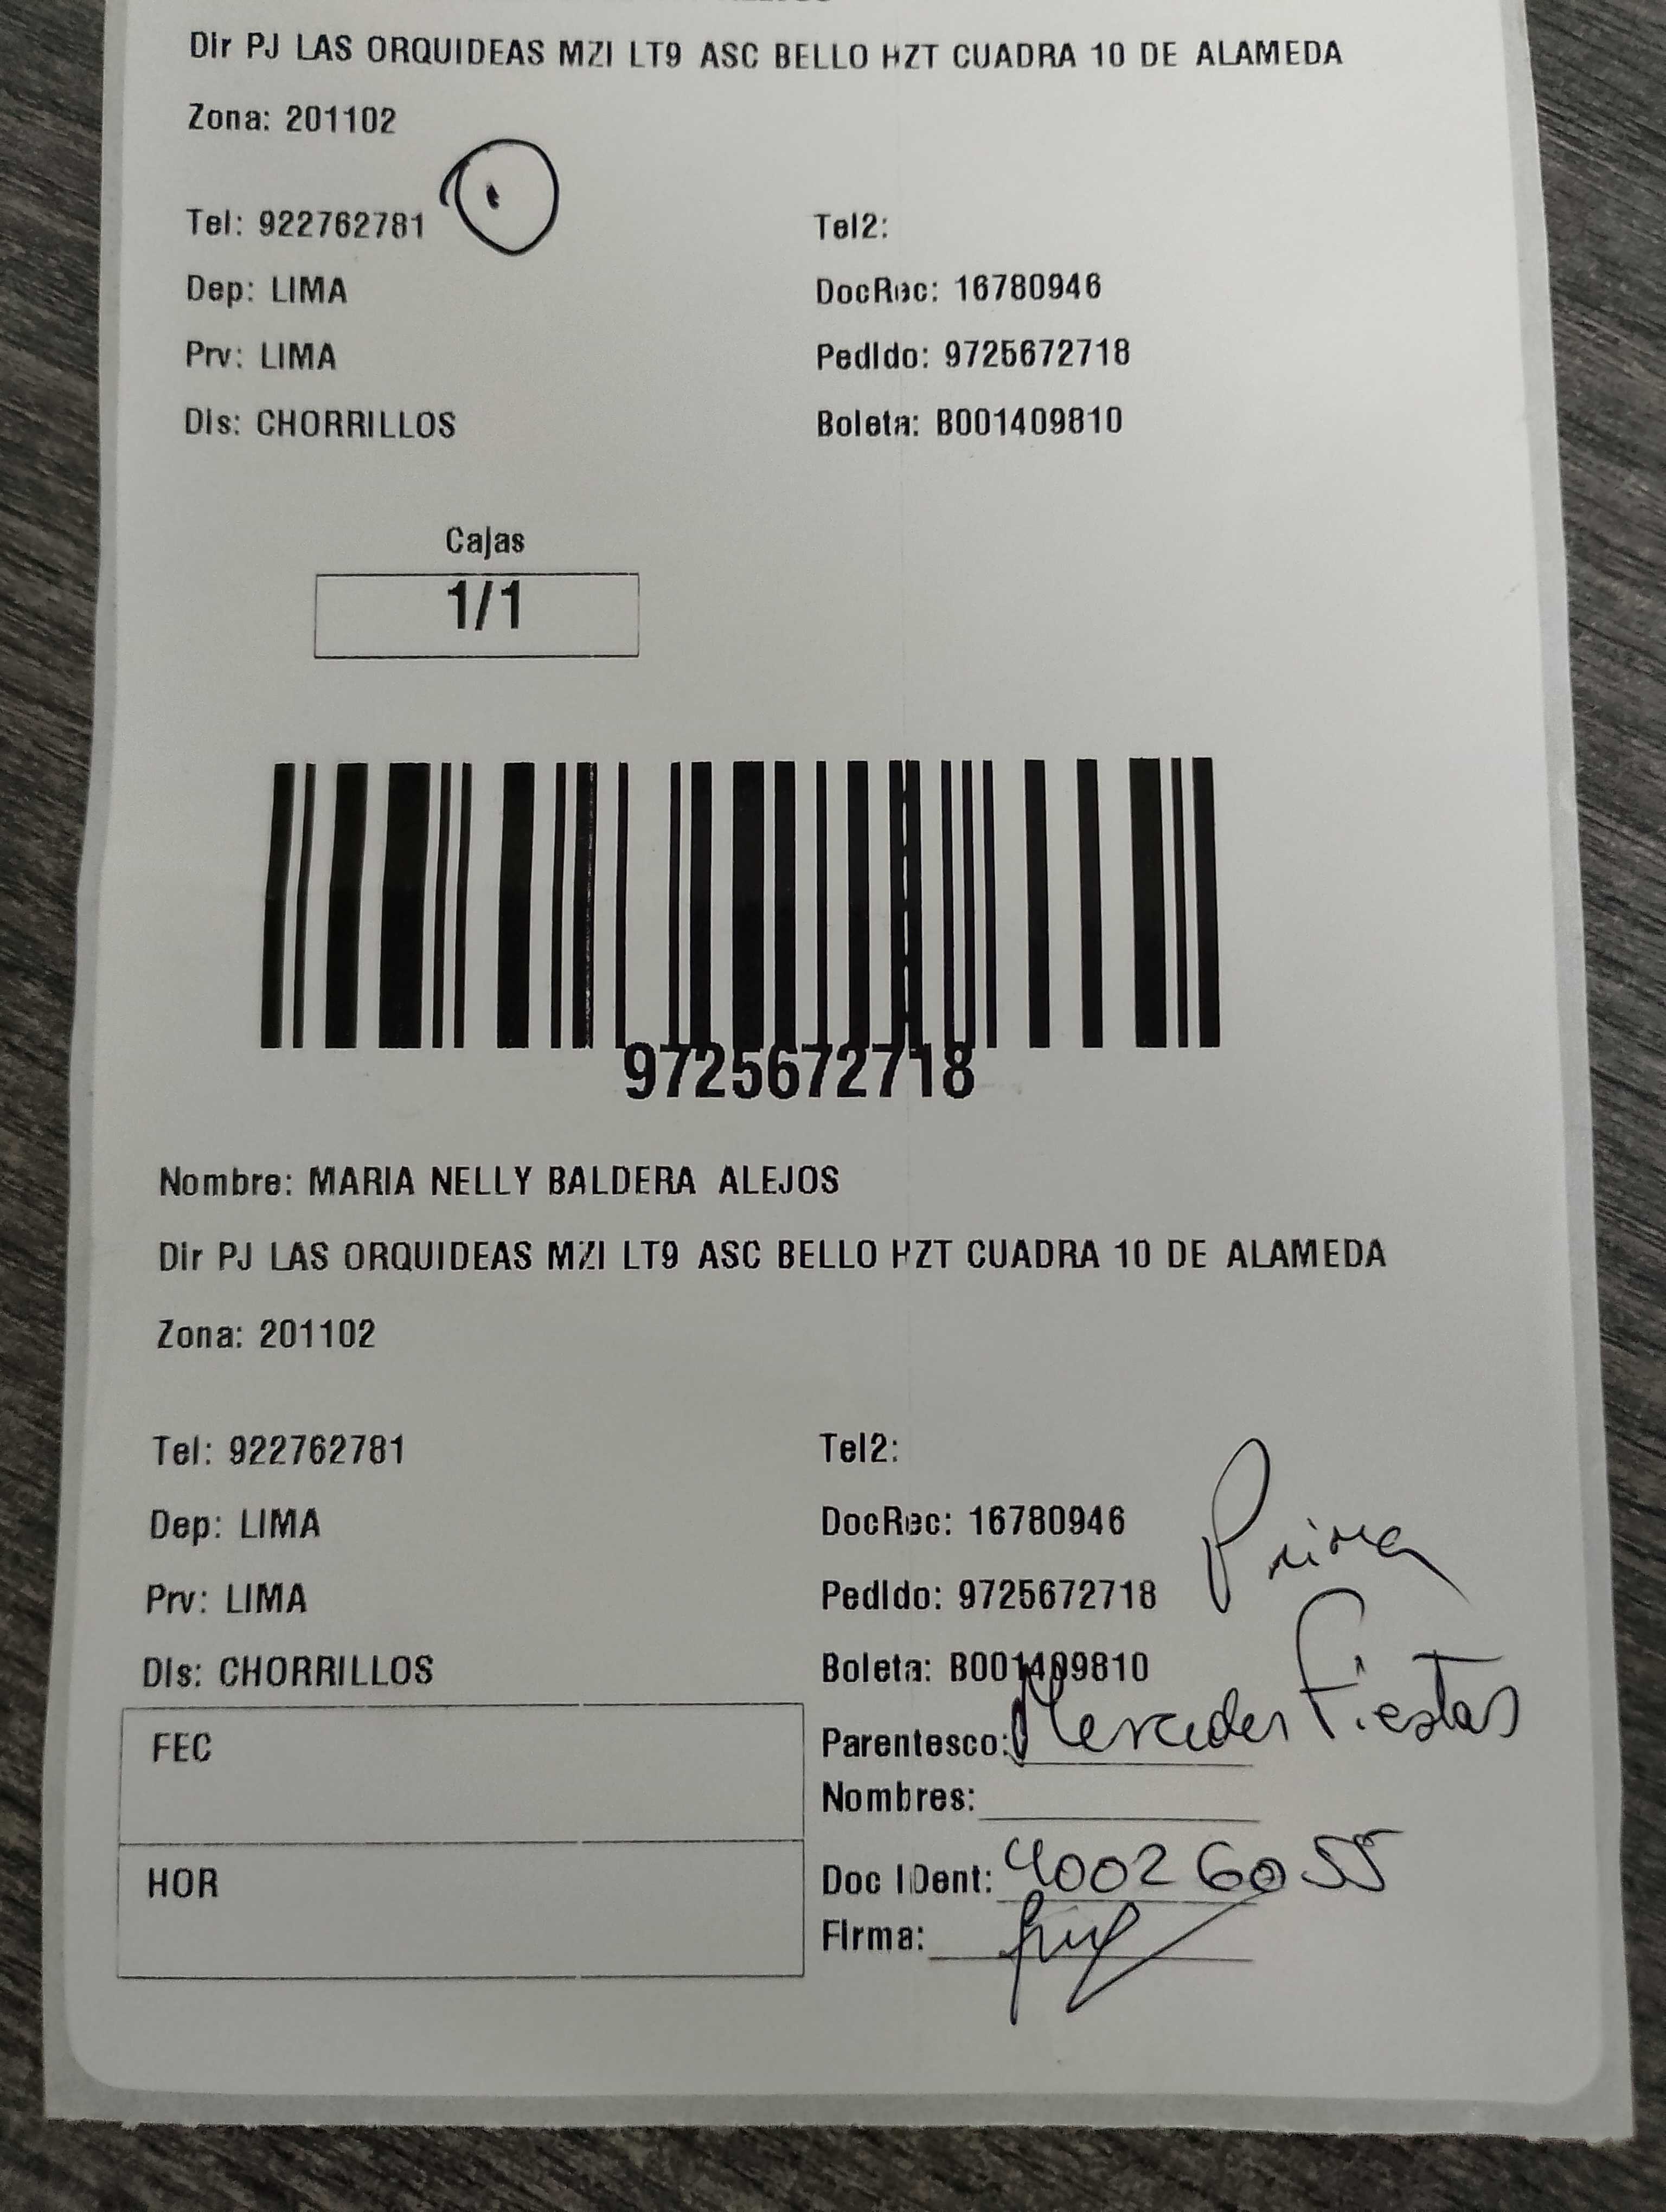 Dir PJ LAS ORQUIDEAS MZI LT9 ASC BELLO HZT CUADRA 10 DE ALAMEDA
Zona: 201102
Tel: 922762781 Tel2:
Dep: LIMA DocRec: 16780946
Prv: LIMA Pedido: 9725672718
Dis: CHORRILLOS Boleta: B001409810
Cajas
1/1
9725672718
Nombre: MARIA NELLY BALDERA ALEJOS
Dir PJ LAS ORQUIDEAS MZI LT9 ASC BELLO HZT CUADRA 10 DE ALAMEDA
Zona: 201102
Tel: 922762781 Tel2:
Dep: LIMA DocRec: 16780946
Prima
Prv: LIMA Pedido: 9725672718
Dis: CHORRILLOS Boleta: B001409810
FEC Parentesco: Mercedes Fiestas
Nombres:
HOR Doc IDent: 40026055
Firma: